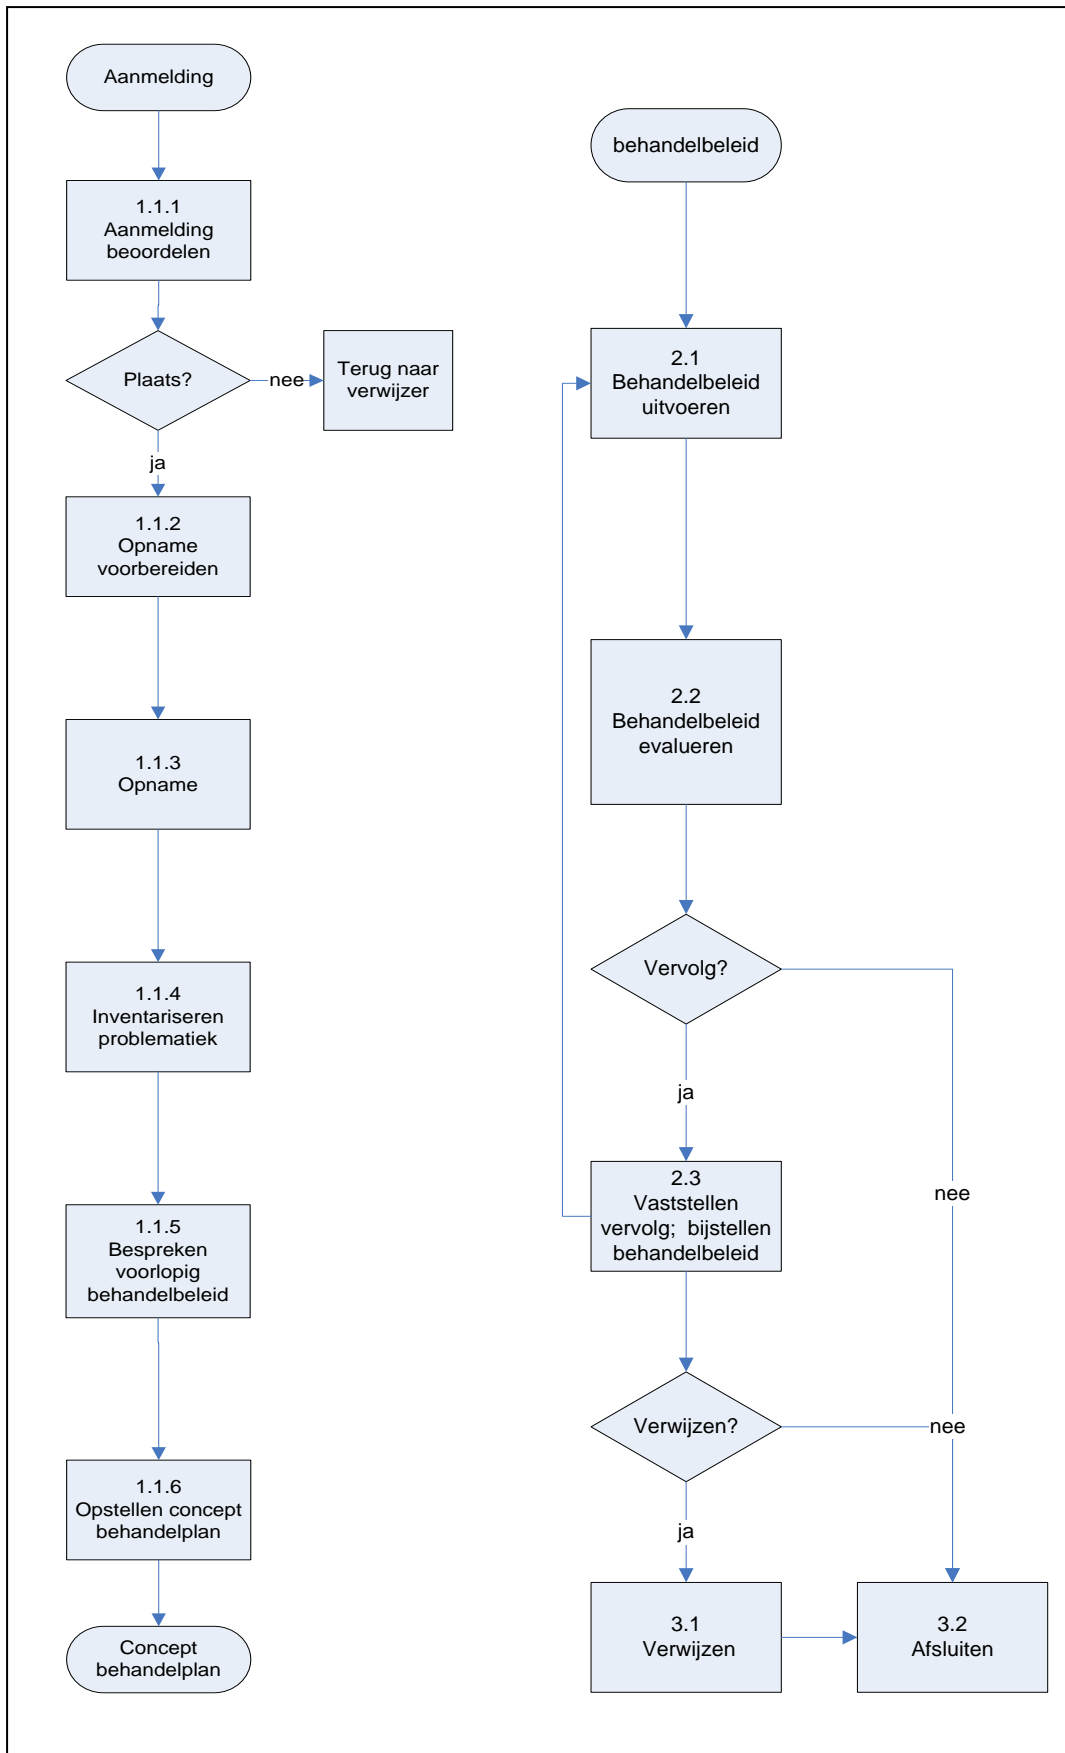 Aanmelding
1.1.1
Aanmelding
beoordelen
Plaats?
nee
Terug naar
verwijzer
ja
1.1.2
Opname
voorbereiden
1.1.3
Opname
1.1.4
Inventariseren
problematiek
1.1.5
Bespreken
voorlopig
behandelbeleid
1.1.6
Opstellen concept
behandelplan
Concept
behandelplan
behandelbeleid
2.1
Behandelbeleid
uitvoeren
2.2
Behandelbeleid
evalueren
Vervolg?
ja
nee
2.3
Vaststellen
vervolg; bijstellen
behandelbeleid
Verwijzen?
nee
ja
3.1
Verwijzen
3.2
Afsluiten